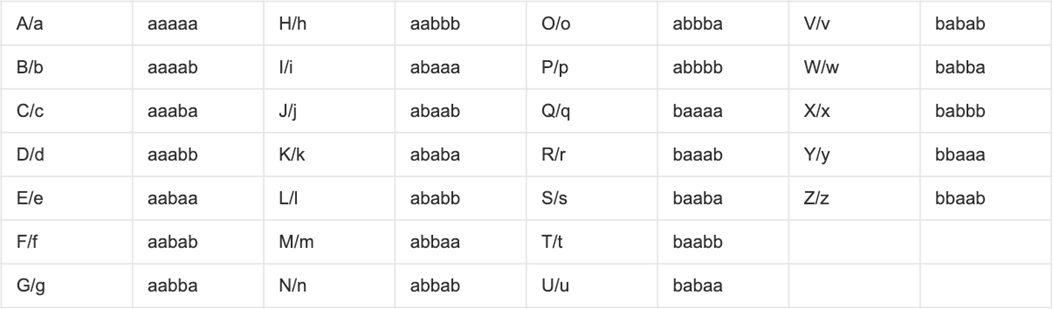 A/a aaaaa H/h aabbb O/o abbba V/v babab
B/b aaaab I/i abaaa P/p abbbb W/w babba
C/c aaaba J/j abaab Q/q baaaa X/x babbb
D/d aaabb K/k ababa R/r baaab Y/y bbaaa
E/e aabaa L/l ababb S/s baaba Z/z bbaab
F/f aabab M/m abbaa T/t baabb
G/g aabba N/n abbab U/u babaa